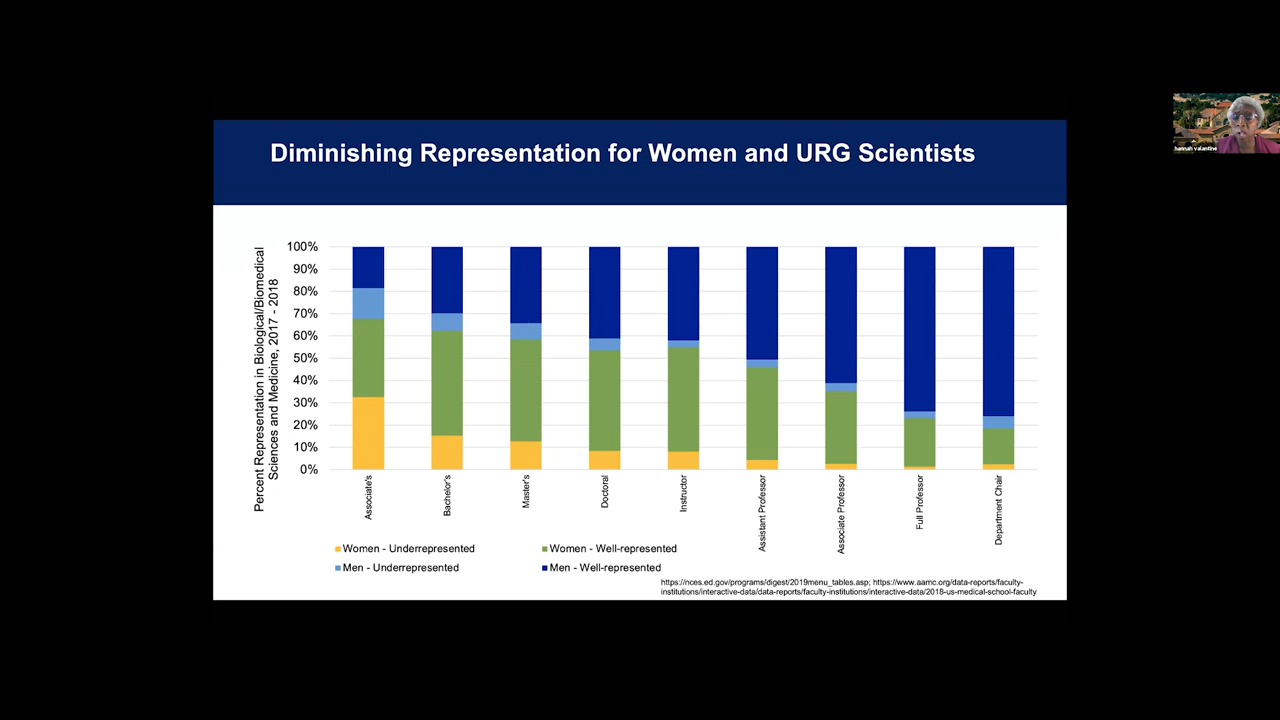 Diminishing Representation for Women and URG Scientists
hannah valantine
Percent Representation in Biological/Biomedical
Sciences and Medicine, 2017 - 2018
100%
90%
80%
70%
60%
50%
40%
30%
20%
10%
0%
Associate's
Bachelor's
Master's
Doctoral
Instructor
Assistant Professor
Associate Professor
Full Professor
Department Chair
Women - Underrepresented
Women - Well-represented
Men - Underrepresented
Men - Well-represented
https://nces.ed.gov/programs/digest/2019menu_tables.asp; https://www.aamc.org/data-reports/faculty-
institutions/interactive-data/data-reports/faculty-institutions/interactive-data/2018-us-medical-school-faculty